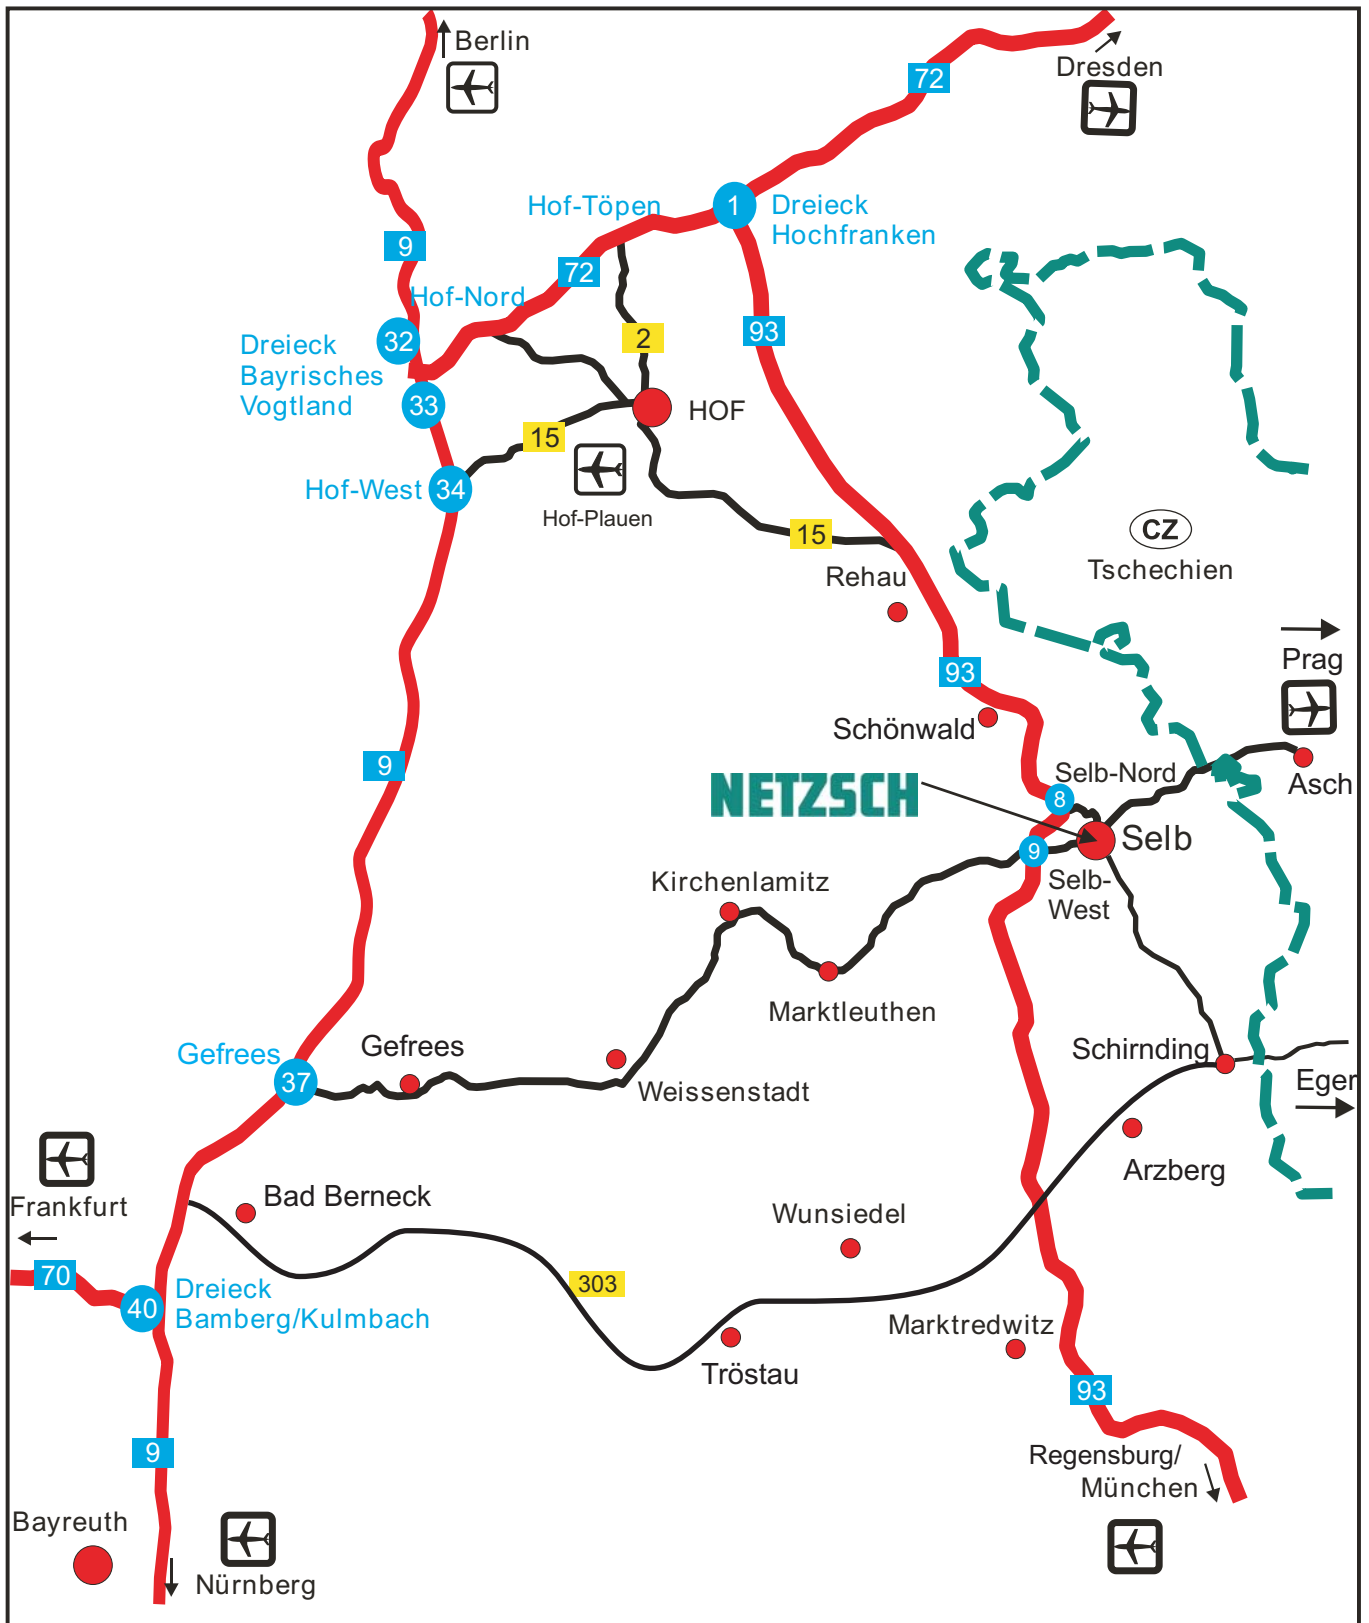 Berlin
Dresden
72
Hof-Töpen
1
Dreieck
Hochfranken
9
72
Hof-Nord
32
Dreieck
Bayrisches
Vogtland
2
93
33
HOF
15
Hof-West
34
Hof-Plauen
15
CZ
Tschechien
Rehau
Prag
93
Schönwald
9
Selb-Nord
Asch
NETZSCH
8
Selb
9
Selb-
West
Kirchenlamitz
Marktleuthen
Gefrees
37
Gefrees
Weissenstadt
Schirnding
Eger
Arzberg
Frankfurt
Bad Berneck
Wunsiedel
70
40
Dreieck
Bamberg/Kulmbach
303
Marktredwitz
Tröstau
93
9
Regensburg/
München
Bayreuth
Nürnberg